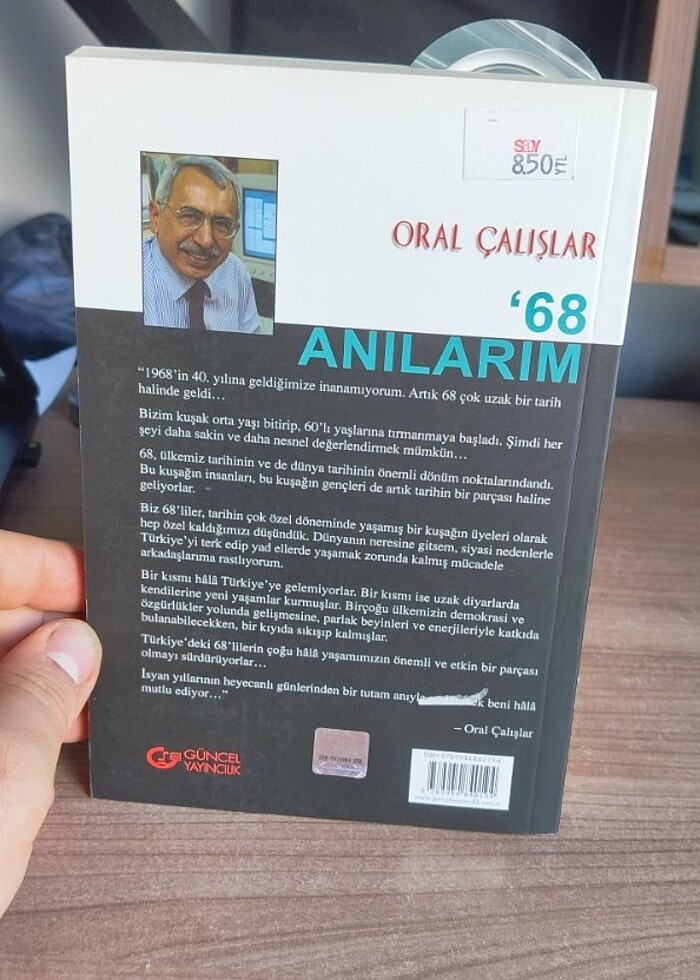 say
8.50 YTL
ORAL ÇALIŞLAR
‘68
ANILARIM
“1968’in 40. yılına geldiğimize inanamıyorum. Artık 68 çok uzak bir tarih
halinde geldi…
Bizim kuşak orta yaşı bitirip, 60’lı yaşlarına tırmanmaya başladı. Şimdi her
şeyi daha sakin ve daha nesnel değerlendirmek mümkün…
68, ülkemiz tarihinin ve de dünya tarihinin önemli dönüm noktalarındandı.
Bu kuşağın insanları, bu kuşağın gençleri de artık tarihin bir parçası haline
geliyorlar.
Biz 68’liler, tarihin çok özel döneminde yaşamış bir kuşağın üyeleri olarak
hep özel kaldığımızı düşündük. Dünyanın neresine gitsem, siyasi nedenlerle
Türkiye’yi terk edip yad ellerde yaşamak zorunda kalmış mücadele
arkadaşlarıma rastlıyorum.
Bir kısmı hâlâ Türkiye’ye gelemiyorlar. Bir kısmı ise uzak diyarlarda
kendilerine yeni yaşamlar kurmuşlar. Birçoğu ülkemizin demokrasi ve
özgürlükler yolunda gelişmesine, parlak beyinleri ve enerjileriyle katkıda
bulanabilecekken, bir kıyıda sıkışıp kalmışlar.
Türkiye’deki 68’lilerin çoğu hâlâ yaşamımızın önemli ve etkin bir parçası
olmayı sürdürüyorlar…
İsyan yıllarının heyecanlı günlerinden bir tutam beni hâlâ
mutlu ediyor…”
– Oral Çalışlar
GÜNCEL
YAYINCILIK